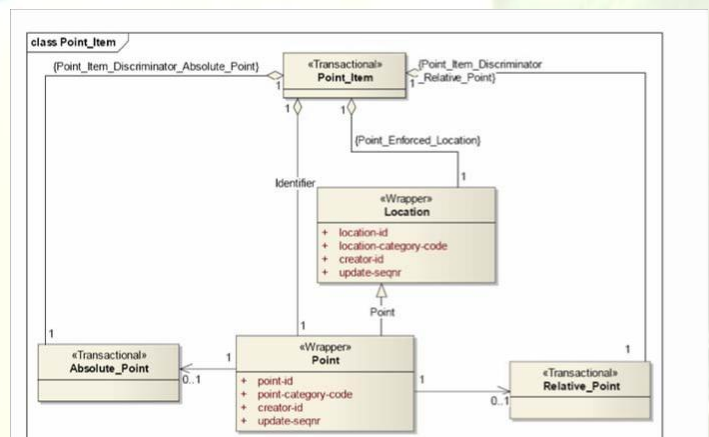 class Point_Item
{Point_Item_Discriminator_Absolute_Point}
«Transactional»
Point_Item
{Point_Item_Discriminator
_Relative_Point}
1
1
1
1
{Point_Enforced_Location}
Identifier
1
«Wrapper»
Location
+ location-id
+ location-category-code
+ creator-id
+ update-seqnr
Point
1
1
1
«Transactional»
Absolute_Point
0..1
1
«Wrapper»
Point
+ point-id
+ point-category-code
+ creator-id
+ update-seqnr
1
0..1
«Transactional»
Relative_Point